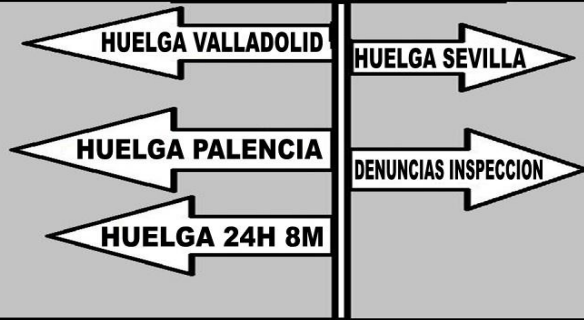 HUELGA VALLADOLID
HUELGA SEVILLA
HUELGA PALENCIA
DENUNCIAS INSPECCION
HUELGA 24H 8M